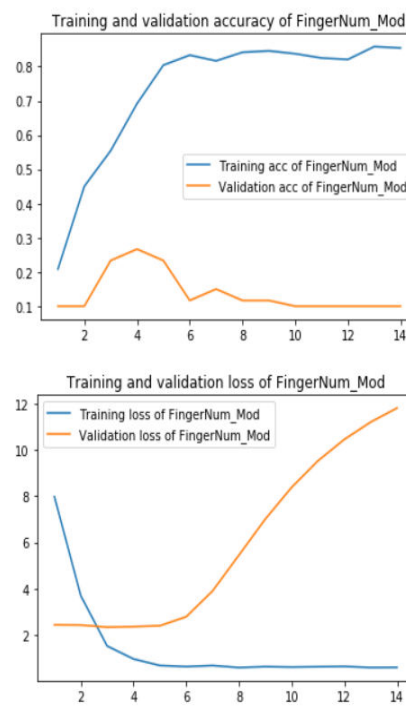 Training and validation accuracy of FingerNum_Mod
0.8
0.7
0.6
0.5
0.4
0.3
0.2
0.1
Training acc of FingerNum_Mod
Validation acc of FingerNum_Mod
2 4 6 8 10 12 14
Training and validation loss of FingerNum_Mod
12
10
8
6
4
2
Training loss of FingerNum_Mod
Validation loss of FingerNum_Mod
2 4 6 8 10 12 14